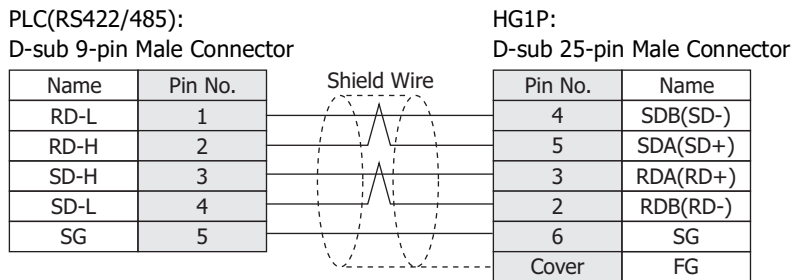 PLC(RS422/485):
D-sub 9-pin Male Connector
HG1P:
D-sub 25-pin Male Connector
Name Pin No. Shield Wire Pin No. Name
RD-L 1 4 SDB(SD-)
RD-H 2 5 SDA(SD+)
SD-H 3 3 RDA(RD+)
SD-L 4 2 RDB(RD-)
SG 5 6 SG
Cover FG